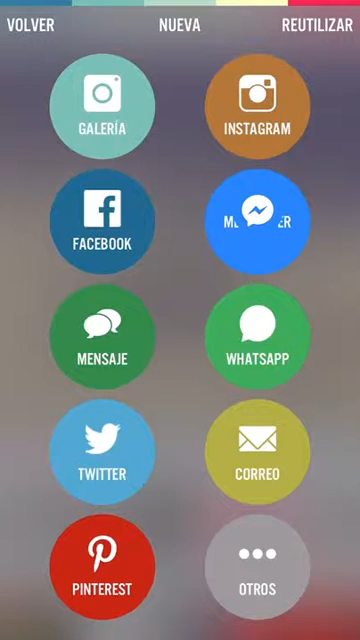 VOLVER NUEVA REUTILIZAR
GALERÍA INSTAGRAM
FACEBOOK
MENSAJE WHATSAPP
TWITTER CORREO
PINTEREST OTROS